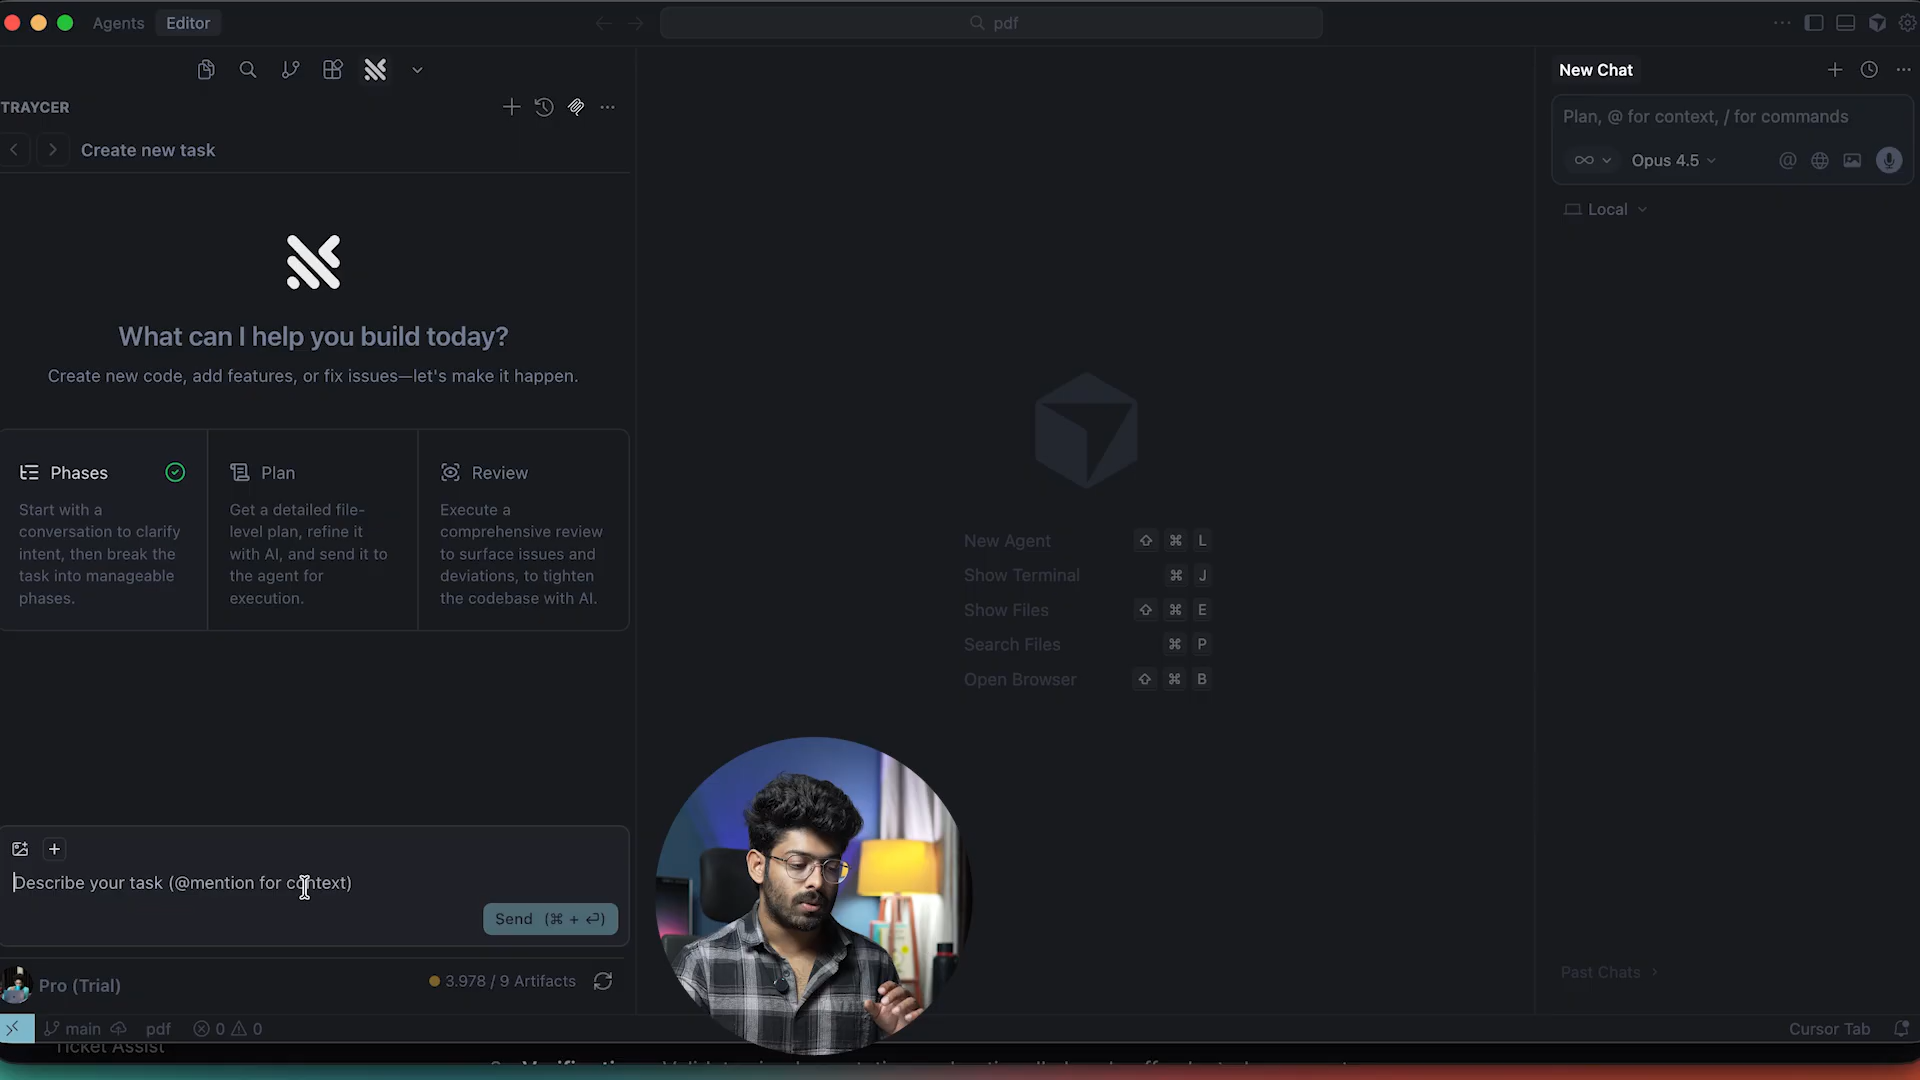 Agents
Editor
pdf
TRAYCER
Create new task
What can I help you build today?
Create new code, add features, or fix issues—let's make it happen.
Phases
Start with a
conversation to clarify
intent, then break the
task into manageable
phases.
Plan
Get a detailed file-
level plan, refine it
with AI, and send it to
the agent for
execution.
Review
Execute a
comprehensive review
to surface issues and
deviations, to tighten
the codebase with AI.
Describe your task (@mention for context)
Send (⌘ + ⏎)
Pro (Trial)
3.978 / 9 Artifacts
main
pdf
0
0
Ticket Assist
New Agent ⇧ ⌘ L
Show Terminal ⌘ J
Show Files ⇧ ⌘ E
Search Files ⌘ P
Open Browser ⇧ ⌘ B
New Chat
Plan, @ for context, / for commands
∞
Opus 4.5
@
Local
Past Chats
Cursor Tab